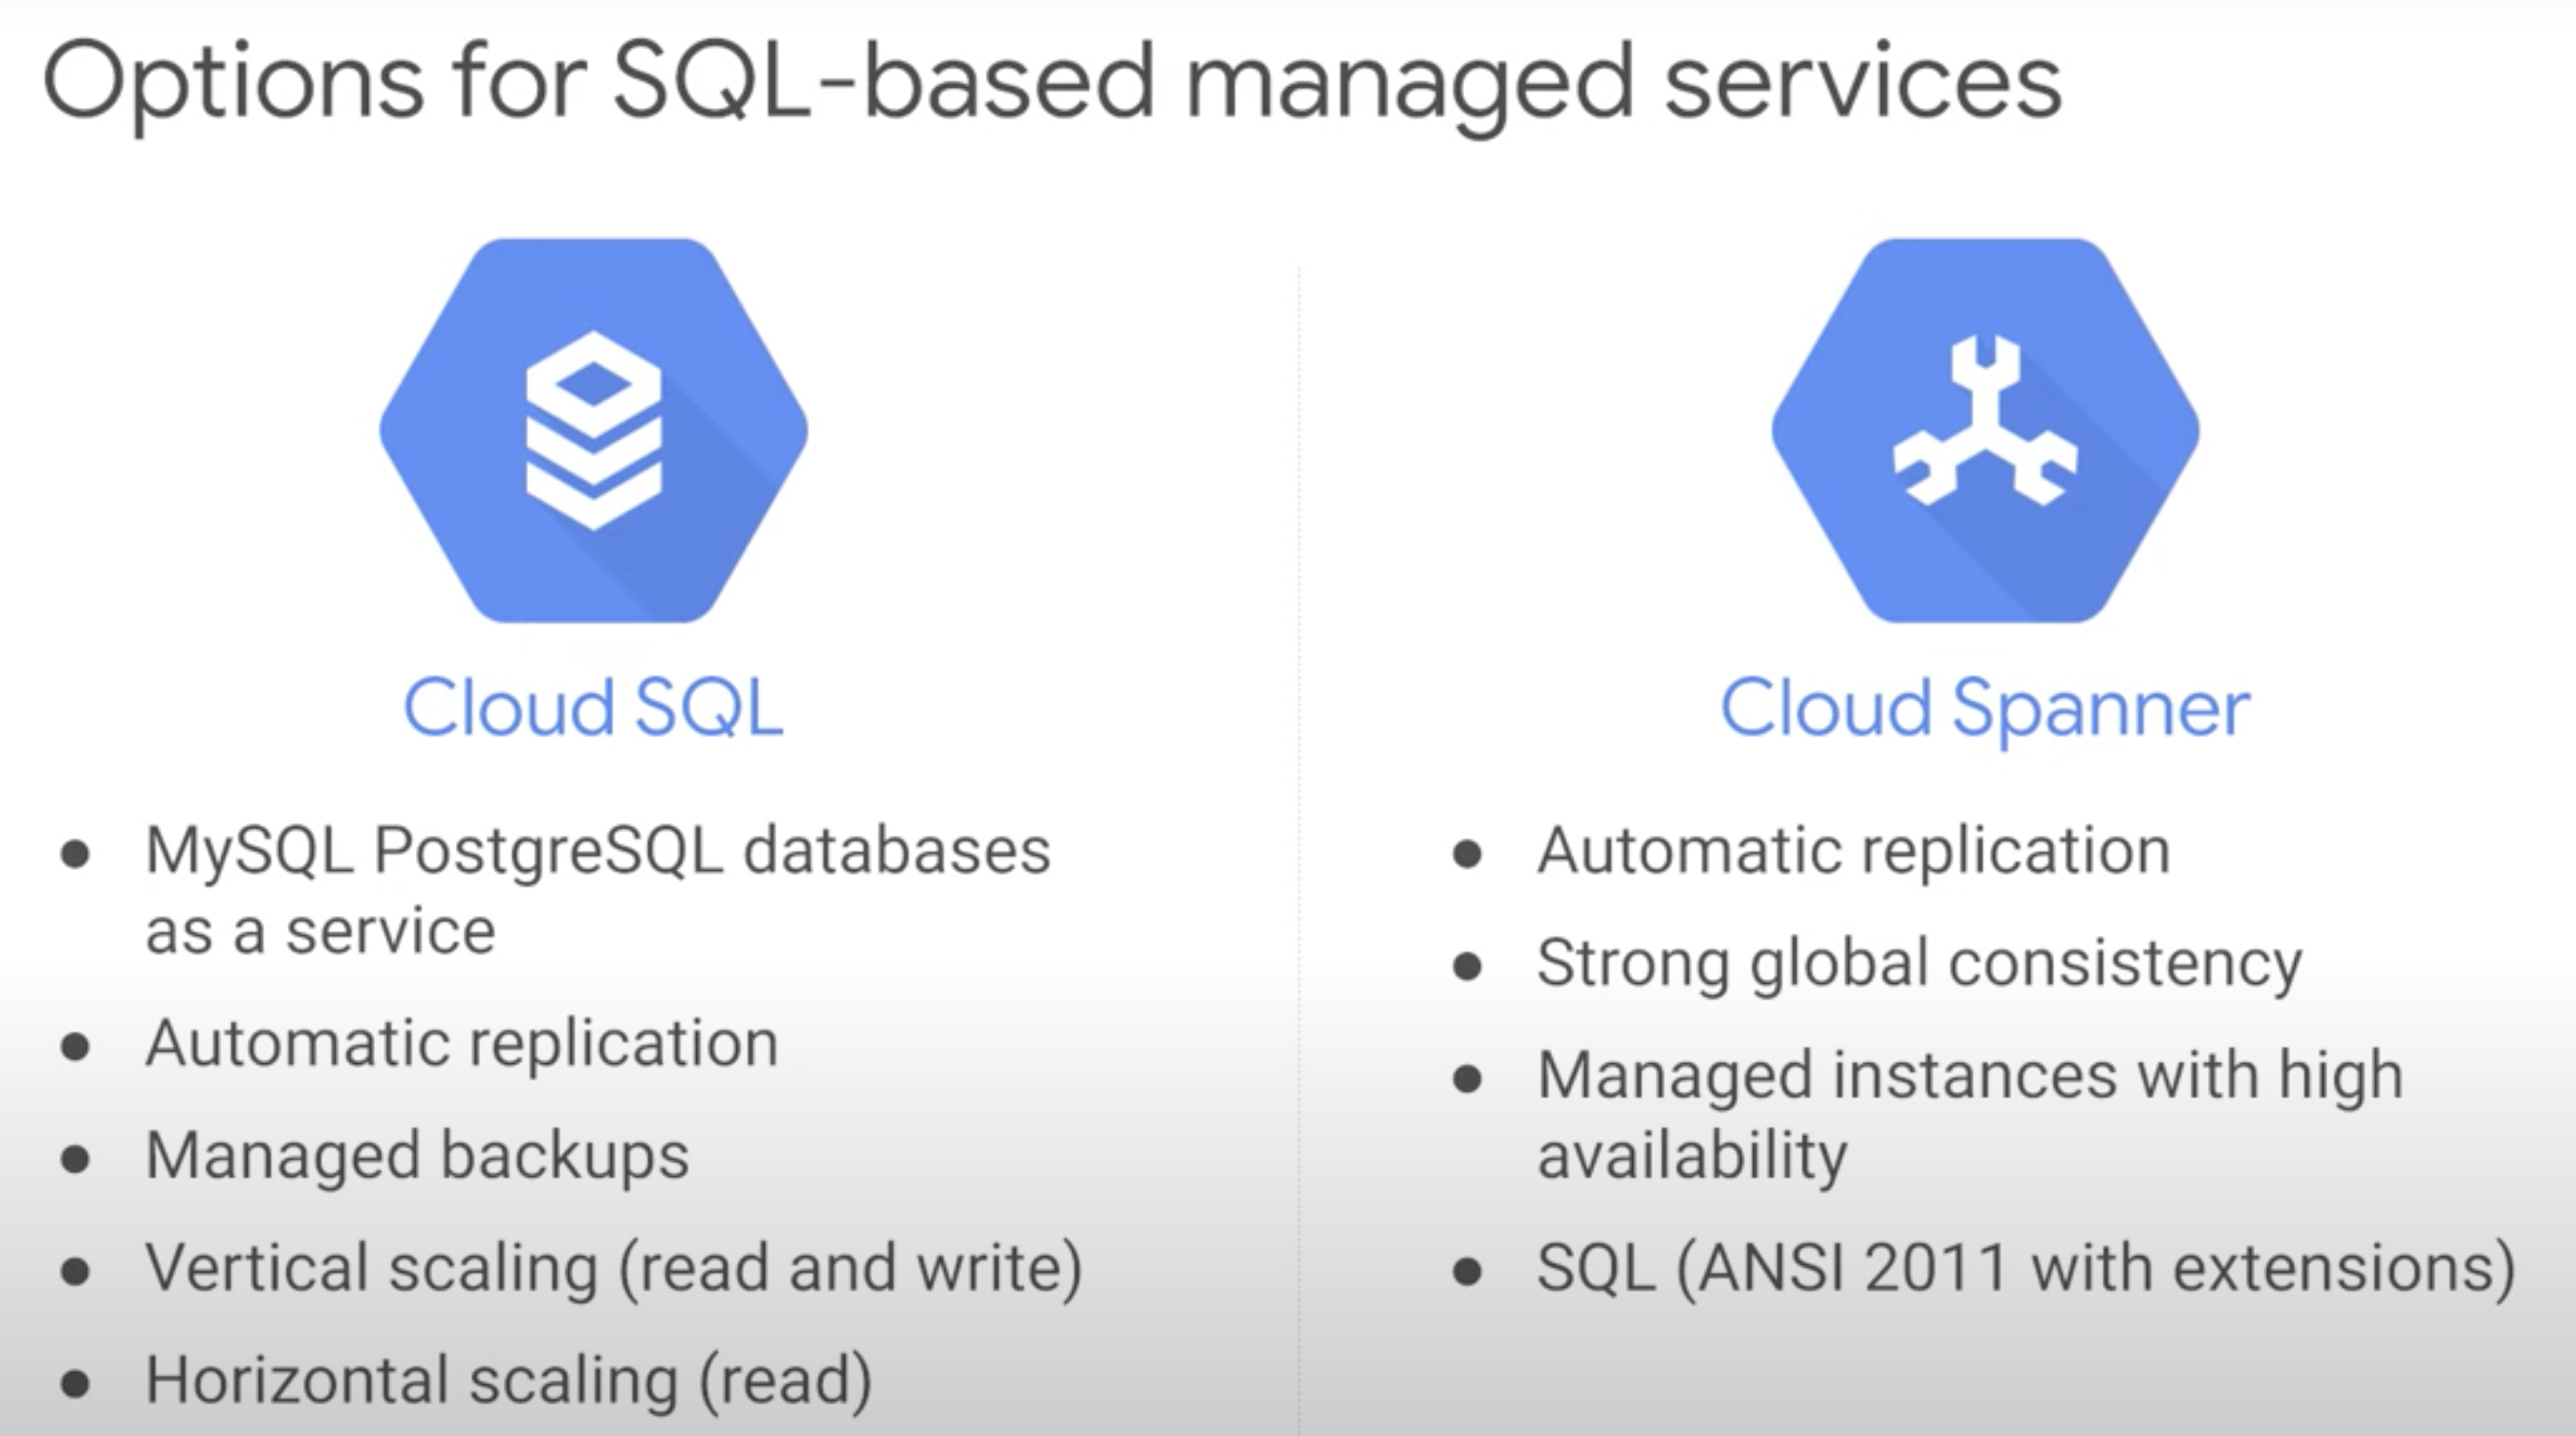 Options for SQL-based managed services
Cloud SQL
● MySQL PostgreSQL databases
as a service
● Automatic replication
● Managed backups
● Vertical scaling (read and write)
● Horizontal scaling (read)
Cloud Spanner
● Automatic replication
● Strong global consistency
● Managed instances with high
availability
● SQL (ANSI 2011 with extensions)